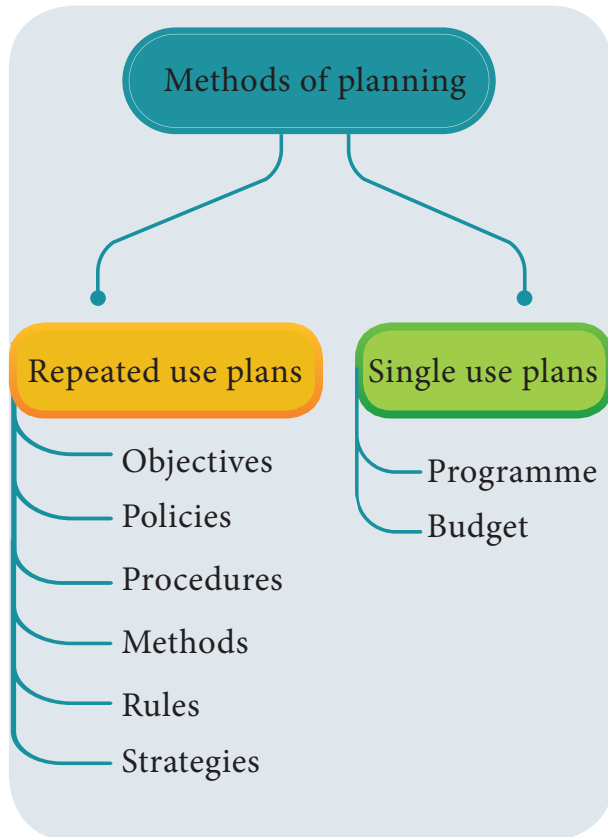 Methods of planning
Repeated use plans
Objectives
Policies
Procedures
Methods
Rules
Strategies
Single use plans
Programme
Budget